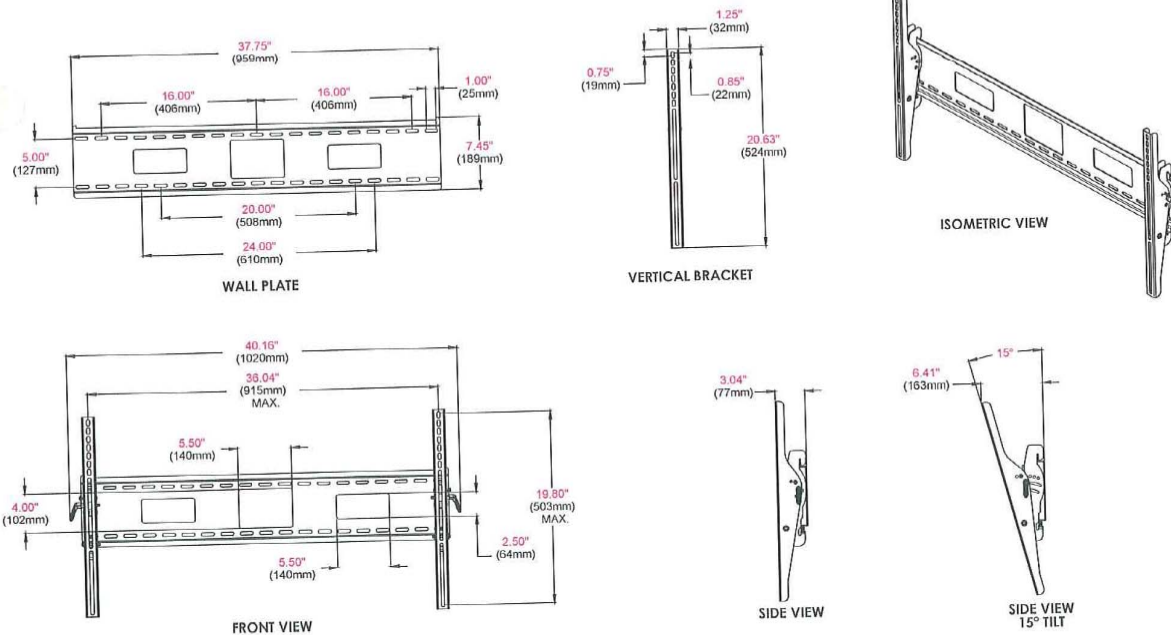 37.75"
(959mm)
16.00"
(406mm)
16.00"
(406mm)
1.00"
(25mm)
5.00"
(127mm)
7.45"
(189mm)
20.00"
(508mm)
24.00"
(610mm)
WALL PLATE
1.25"
(32mm)
0.75"
(19mm)
0.85"
(22mm)
20.63"
(524mm)
VERTICAL BRACKET
ISOMETRIC VIEW
40.16"
(1020mm)
36.04"
(915mm)
MAX.
5.50"
(140mm)
4.00"
(102mm)
19.80"
(503mm)
MAX.
2.50"
(64mm)
5.50"
(140mm)
FRONT VIEW
3.04"
(77mm)
SIDE VIEW
15°
6.41"
(163mm)
SIDE VIEW
15° TILT